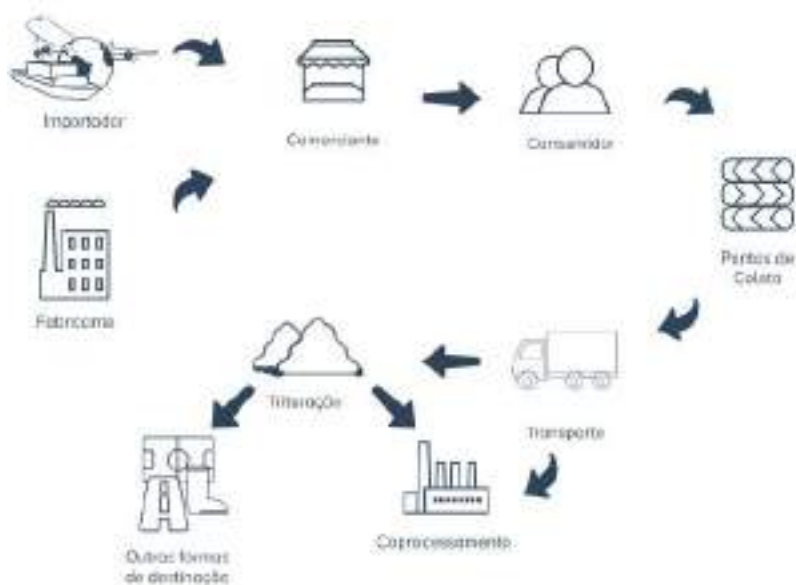 Importador
Comerciante
Consumidor
Fabricante
Pontos de
Coleta
Trituração
Transporte
Outras formas
de destinação
Coprocessamento